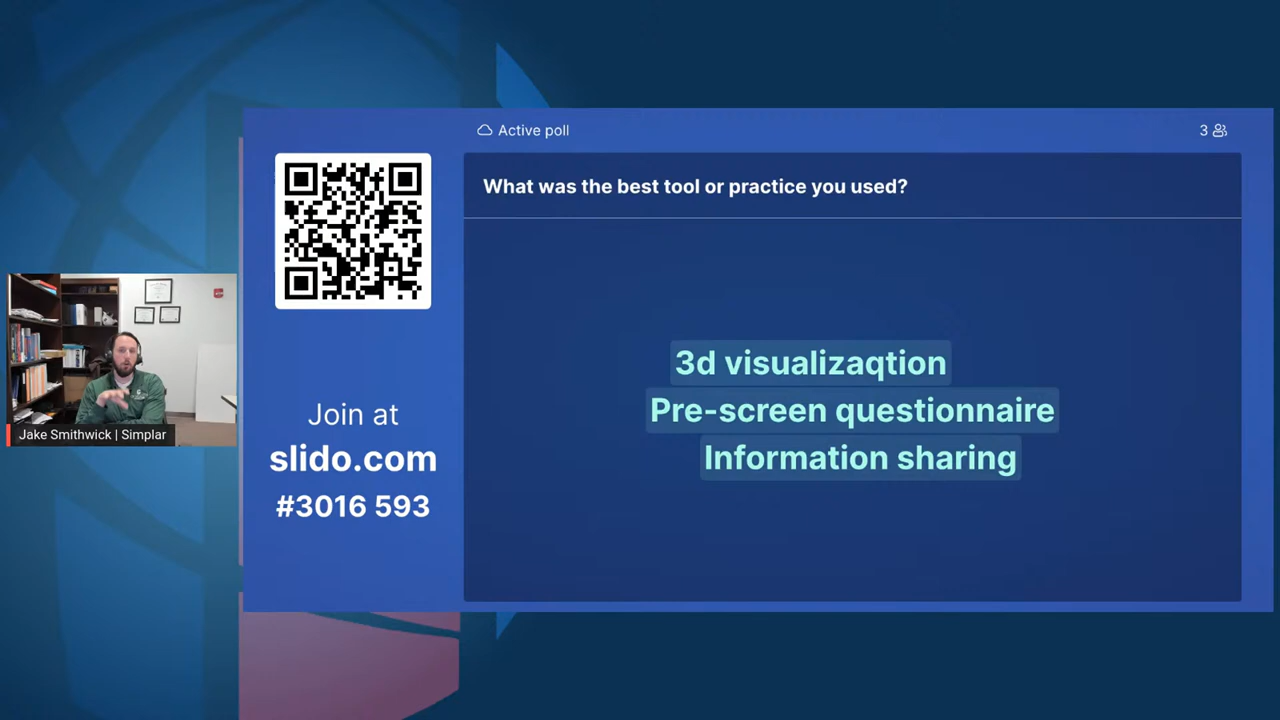 Active poll
3
What was the best tool or practice you used?
3d visualizaqtion
Pre-screen questionnaire
Information sharing
Join at
slido.com
#3016 593
Jake Smithwick | Simplar